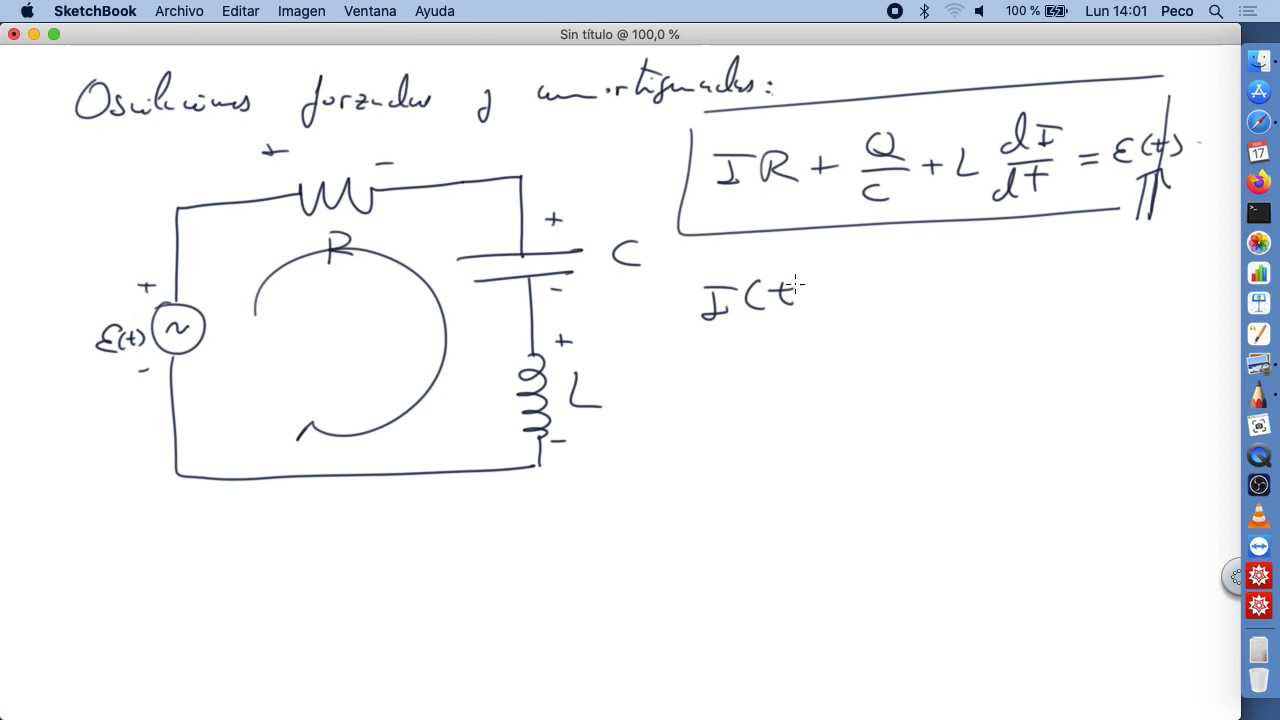 SketchBook Archivo Editar Imagen Ventana Ayuda 100 % Lun 14:01 Peco
Sin título @ 100,0 %
Oscilaciones forzadas y amortiguadas:
IR + Q/C + L dI/dt = ε(t)
+ -
R
+
C
-
+
ε(t) ~
-
+
L
-
I(t
17